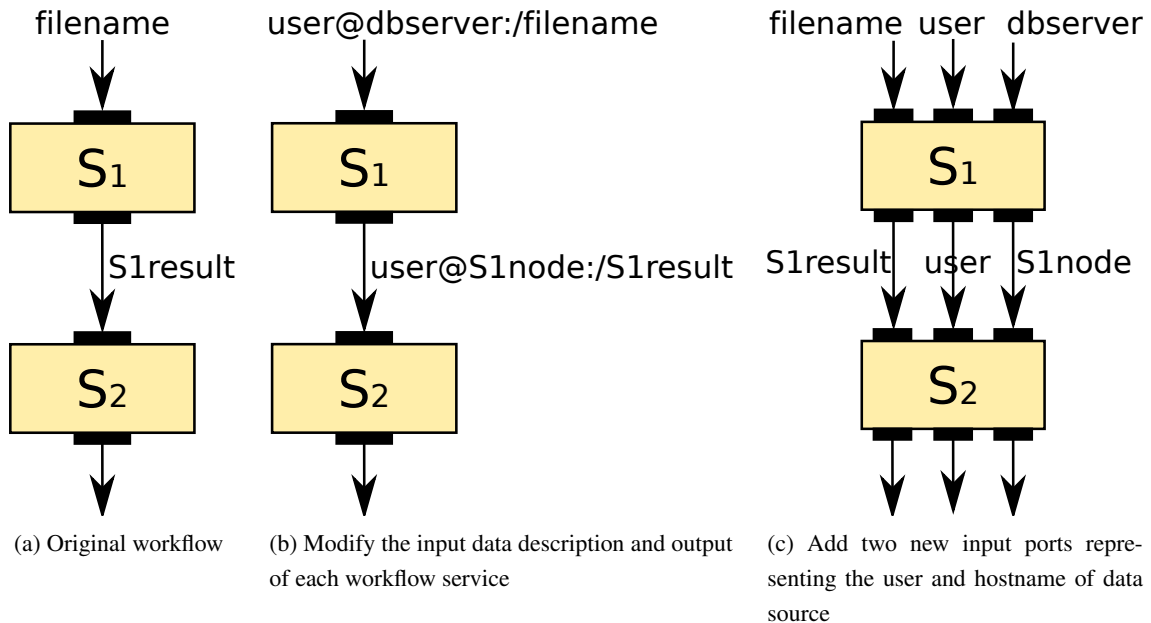 filename
S1
S1result
S2
(a) Original workflow
user@dbserver:/filename
S1
user@S1node:/S1result
S2
(b) Modify the input data description and output
of each workflow service
filename user dbserver
S1
S1result user S1node
S2
(c) Add two new input ports repre-
senting the user and hostname of data
source